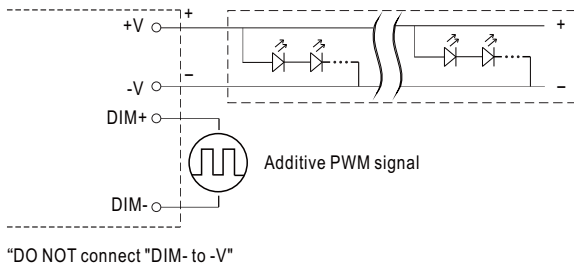 +V
+
+
-V
–
–
DIM+
Additive PWM signal
DIM-
“DO NOT connect "DIM- to -V"